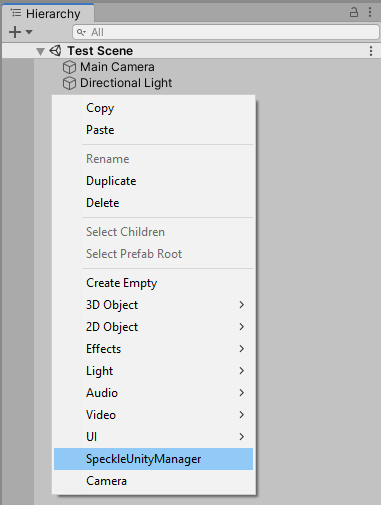 Hierarchy
All
Test Scene
Main Camera
Directional Light
Copy
Paste
Rename
Duplicate
Delete
Select Children
Select Prefab Root
Create Empty
3D Object
2D Object
Effects
Light
Audio
Video
UI
SpeckleUnityManager
Camera